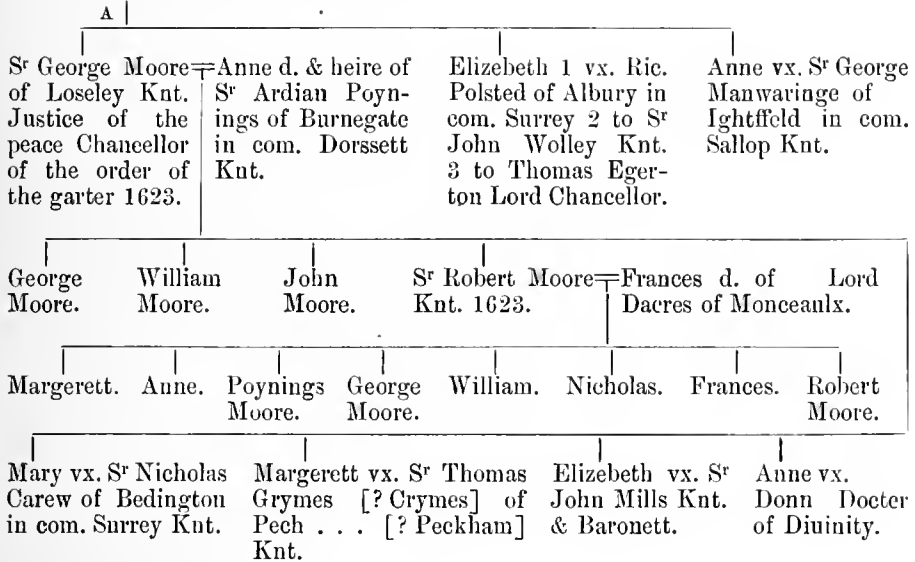 A
Sr George Moore
of Loseley Knt.
Justice of the
peace Chancellor
of the order of
the garter 1623.
Anne d. & heire of
Sr Ardian Poyn-
ings of Burnegate
in com. Dorssett
Knt.
Elizebeth 1 vx. Ric.
Polsted of Albury in
com. Surrey 2 to Sr
John Wolley Knt.
3 to Thomas Eger-
ton Lord Chancellor.
Anne vx. Sr George
Manwaringe of
Ightffeld in com.
Sallop Knt.
George
Moore.
William
Moore.
John
Moore.
Sr Robert Moore
Knt. 1623.
Frances d. of Lord
Dacres of Monceaulx.
Margerett.
Anne.
Poynings
Moore.
George
Moore.
William.
Nicholas.
Frances.
Robert
Moore.
Mary vx. Sr Nicholas
Carew of Bedington
in com. Surrey Knt.
Margerett vx. Sr Thomas
Grymes [? Crymes] of
Pech . . . [? Peckham]
Knt.
Elizebeth vx. Sr
John Mills Knt.
& Baronett.
Anne vx.
Donn Docter
of Diuinity.